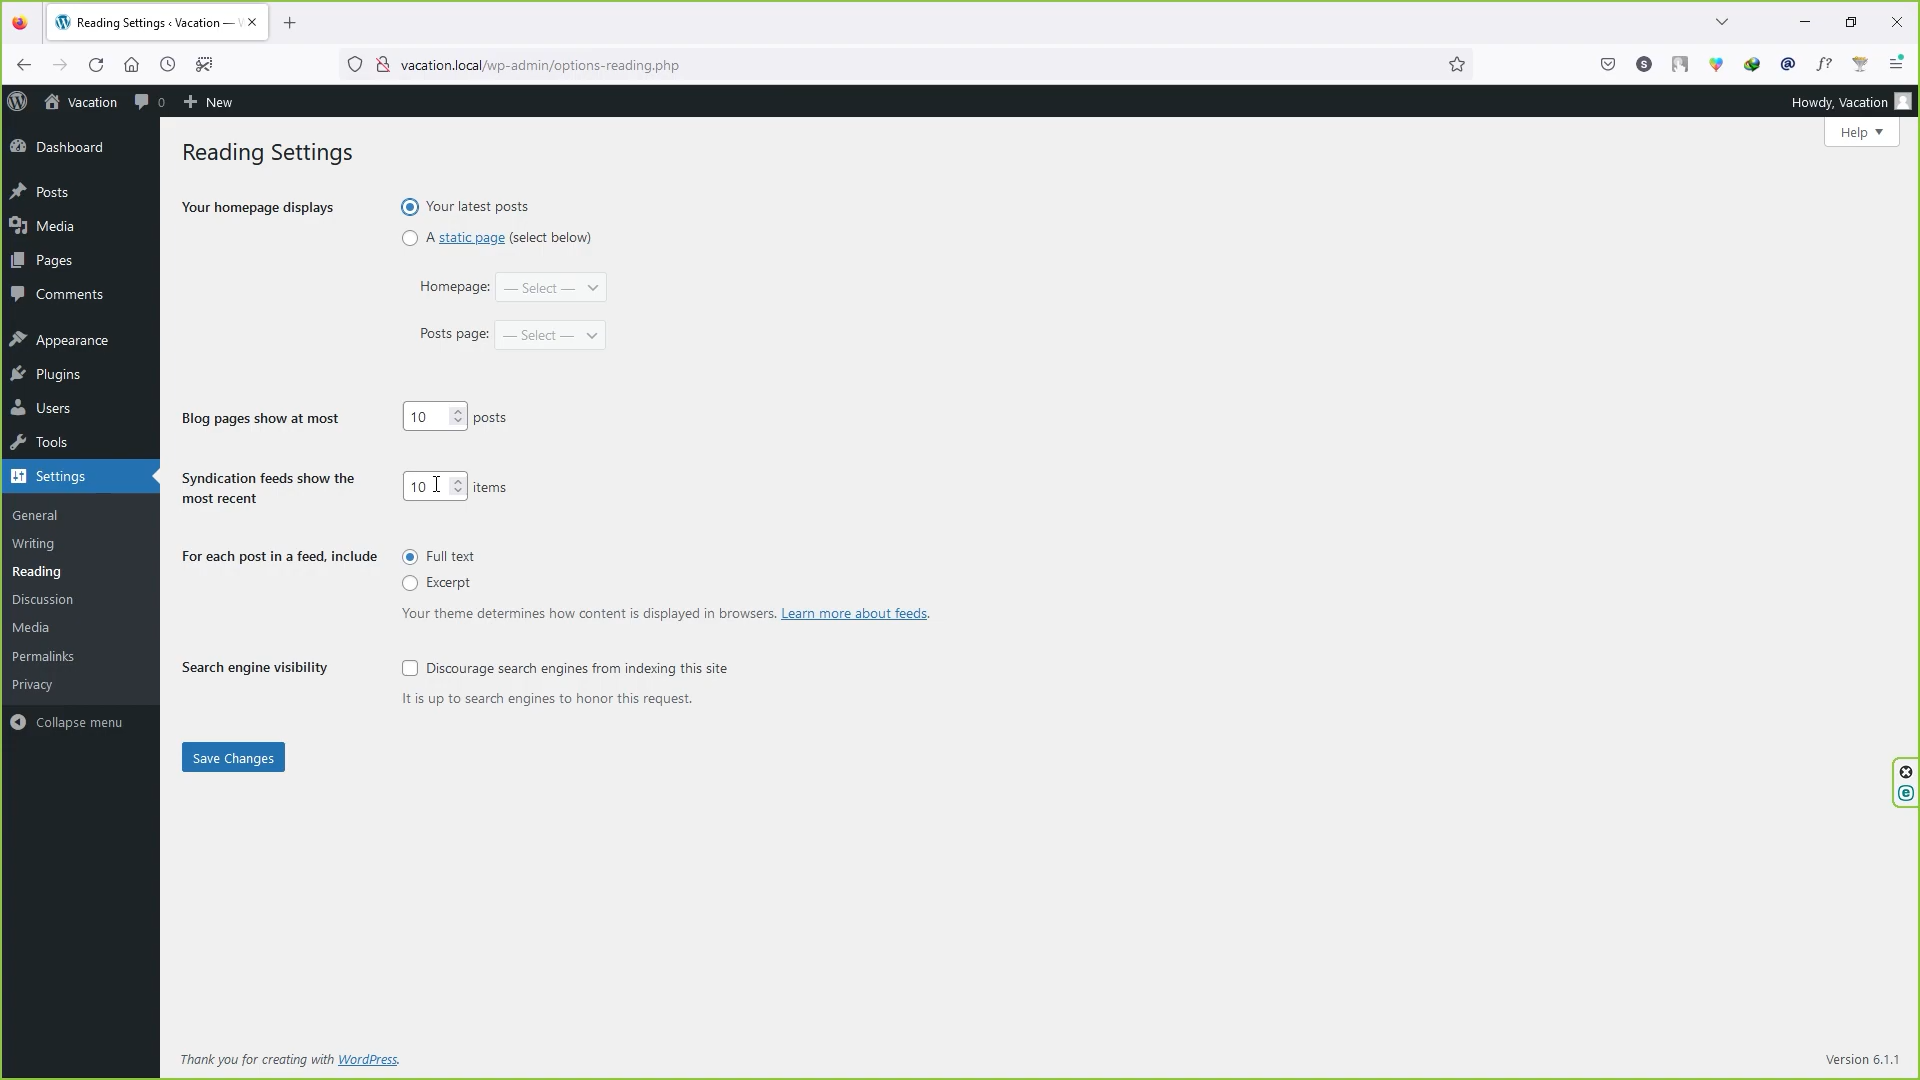 Reading Settings ‹ Vacation — W
vacation.local/wp-admin/options-reading.php
S
f?
Vacation
0
New
Howdy, Vacation
Help
Dashboard
Posts
Media
Pages
Comments
Appearance
Plugins
Users
Tools
Settings
General
Writing
Reading
Discussion
Media
Permalinks
Privacy
Collapse menu
Reading Settings
Your homepage displays
Your latest posts
A static page (select below)
Homepage: — Select —
Posts page: — Select —
Blog pages show at most
10 posts
Syndication feeds show the
most recent
10 items
For each post in a feed, include
Full text
Excerpt
Your theme determines how content is displayed in browsers. Learn more about feeds.
Search engine visibility
Discourage search engines from indexing this site
It is up to search engines to honor this request.
Save Changes
Thank you for creating with WordPress.
Version 6.1.1